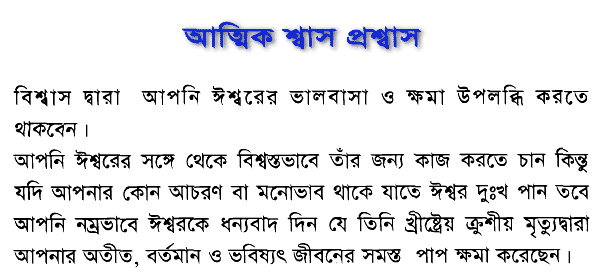 আত্মিক শ্বাস প্রশ্বাস
বিশ্বাস দ্বারা আপনি ঈশ্বরের ভালবাসা ও ক্ষমা উপলব্ধি করতে
থাকবেন।
আপনি ঈশ্বরের সঙ্গে থেকে বিশ্বস্তভাবে তাঁর জন্য কাজ করতে চান কিন্তু
যদি আপনার কোন আচরণ বা মনোভাব থাকে যাতে ঈশ্বর দুঃখ পান তবে
আপনি নম্রভাবে ঈশ্বরকে ধন্যবাদ দিন যে তিনি খ্রীষ্টেয় ক্রুশীয় মৃত্যুদ্বারা
আপনার অতীত, বর্তমান ও ভবিষ্যৎ জীবনের সমস্ত পাপ ক্ষমা করেছেন।